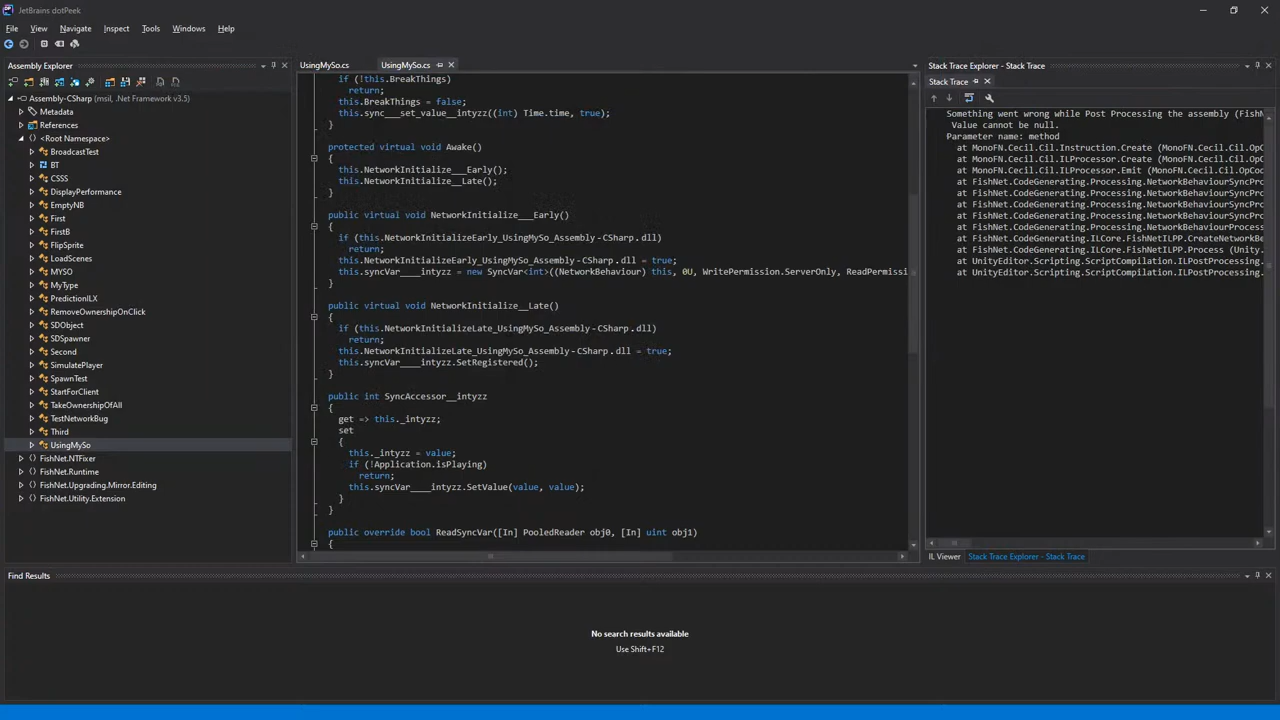 JetBrains dotPeek
File View Navigate Inspect Tools Windows Help
Assembly Explorer
Assembly-CSharp (msil, .Net Framework v3.5)
Metadata
References
<Root Namespace>
BroadcastTest
BT
CSSS
DisplayPerformance
EmptyNB
First
FirstB
FlipSprite
LoadScenes
MYSO
MyType
PredictionILX
RemoveOwnershipOnClick
SDObject
SDSpawner
Second
SimulatePlayer
SpawnTest
StartForClient
TakeOwnershipOfAll
TestNetworkBug
Third
UsingMySo
FishNet.NTFixer
FishNet.Runtime
FishNet.Upgrading.Mirror.Editing
FishNet.Utility.Extension
UsingMySo.cs UsingMySo.cs
if (!this.BreakThings)
return;
this.BreakThings = false;
this.sync___set_value__intyzz((int) Time.time, true);
}
protected virtual void Awake()
{
this.NetworkInitialize___Early();
this.NetworkInitialize__Late();
}
public virtual void NetworkInitialize___Early()
{
if (this.NetworkInitializeEarly_UsingMySo_Assembly-CSharp.dll)
return;
this.NetworkInitializeEarly_UsingMySo_Assembly-CSharp.dll = true;
this.syncVar____intyzz = new SyncVar<int>((NetworkBehaviour) this, 0U, WritePermission.ServerOnly, ReadPermissi
}
public virtual void NetworkInitialize__Late()
{
if (this.NetworkInitializeLate_UsingMySo_Assembly-CSharp.dll)
return;
this.NetworkInitializeLate_UsingMySo_Assembly-CSharp.dll = true;
this.syncVar____intyzz.SetRegistered();
}
public int SyncAccessor__intyzz
{
get => this._intyzz;
set
{
this._intyzz = value;
if (!Application.isPlaying)
return;
this.syncVar____intyzz.SetValue(value, value);
}
}
public override bool ReadSyncVar([In] PooledReader obj0, [In] uint obj1)
{
Stack Trace Explorer - Stack Trace
Stack Trace
Something went wrong while Post Processing the assembly (FishN
Value cannot be null.
Parameter name: method
at MonoFN.Cecil.Cil.Instruction.Create (MonoFN.Cecil.Cil.OpC
at MonoFN.Cecil.Cil.ILProcessor.Create (MonoFN.Cecil.Cil.OpC
at MonoFN.Cecil.Cil.ILProcessor.Emit (MonoFN.Cecil.Cil.OpCod
at FishNet.CodeGenerating.Processing.NetworkBehaviourSyncPro
at FishNet.CodeGenerating.Processing.NetworkBehaviourSyncPro
at FishNet.CodeGenerating.Processing.NetworkBehaviourSyncPro
at FishNet.CodeGenerating.Processing.NetworkBehaviourSyncPro
at FishNet.CodeGenerating.Processing.NetworkBehaviourProces
at FishNet.CodeGenerating.ILCore.FishNetILPP.CreateNetworkBe
at FishNet.CodeGenerating.ILCore.FishNetILPP.Process (Unity.
at UnityEditor.Scripting.ScriptCompilation.ILPostProcessing.
at UnityEditor.Scripting.ScriptCompilation.ILPostProcessing.
IL Viewer Stack Trace Explorer - Stack Trace
Find Results
No search results available
Use Shift+F12